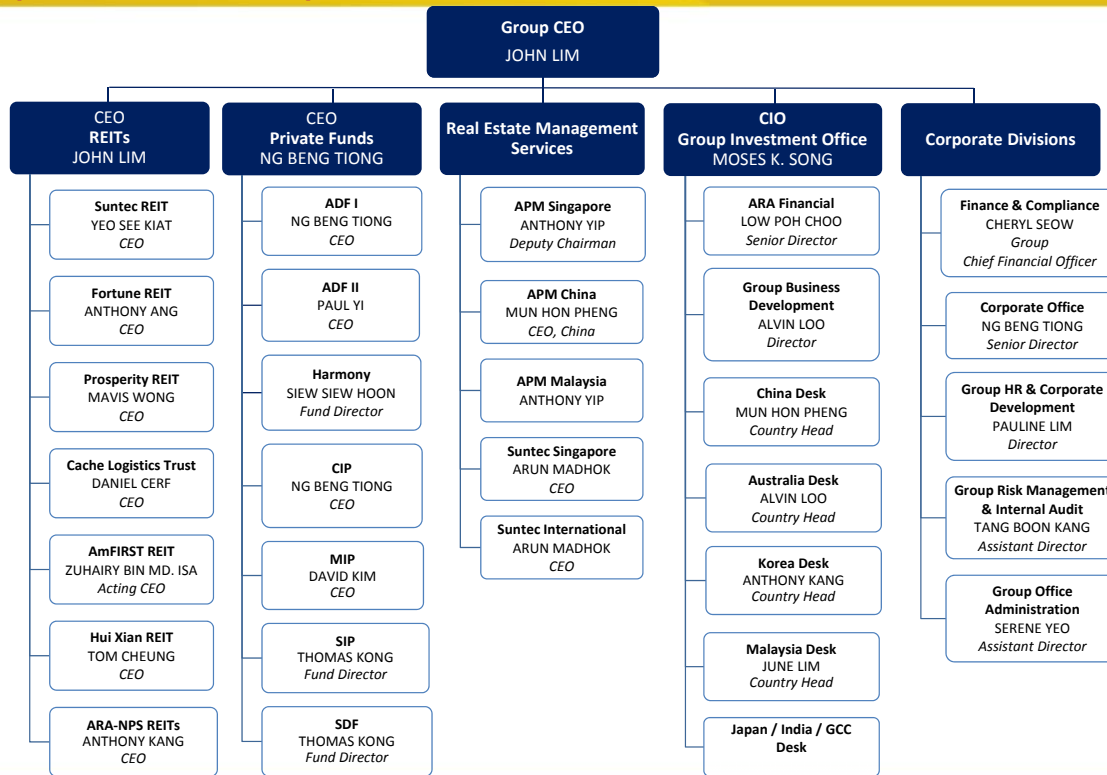 Group CEO
JOHN LIM
CEO
REITs
JOHN LIM
Suntec REIT
YEO SEE KIAT
CEO
Fortune REIT
ANTHONY ANG
CEO
Prosperity REIT
MAVIS WONG
CEO
Cache Logistics Trust
DANIEL CERF
CEO
AmFIRST REIT
ZUHAIRY BIN MD. ISA
Acting CEO
Hui Xian REIT
TOM CHEUNG
CEO
ARA-NPS REITs
ANTHONY KANG
CEO
CEO
Private Funds
NG BENG TIONG
ADF I
NG BENG TIONG
CEO
ADF II
PAUL YI
CEO
Harmony
SIEW SIEW HOON
Fund Director
CIP
NG BENG TIONG
CEO
MIP
DAVID KIM
CEO
SIP
THOMAS KONG
Fund Director
SDF
THOMAS KONG
Fund Director
Real Estate Management
Services
APM Singapore
ANTHONY YIP
Deputy Chairman
APM China
MUN HON PHENG
CEO, China
APM Malaysia
ANTHONY YIP
Suntec Singapore
ARUN MADHOK
CEO
Suntec International
ARUN MADHOK
CEO
CIO
Group Investment Office
MOSES K. SONG
ARA Financial
LOW POH CHOO
Senior Director
Group Business
Development
ALVIN LOO
Director
China Desk
MUN HON PHENG
Country Head
Australia Desk
ALVIN LOO
Country Head
Korea Desk
ANTHONY KANG
Country Head
Malaysia Desk
JUNE LIM
Country Head
Japan / India / GCC
Desk
Corporate Divisions
Finance & Compliance
CHERYL SEOW
Group
Chief Financial Officer
Corporate Office
NG BENG TIONG
Senior Director
Group HR & Corporate
Development
PAULINE LIM
Director
Group Risk Management
& Internal Audit
TANG BOON KANG
Assistant Director
Group Office
Administration
SERENE YEO
Assistant Director